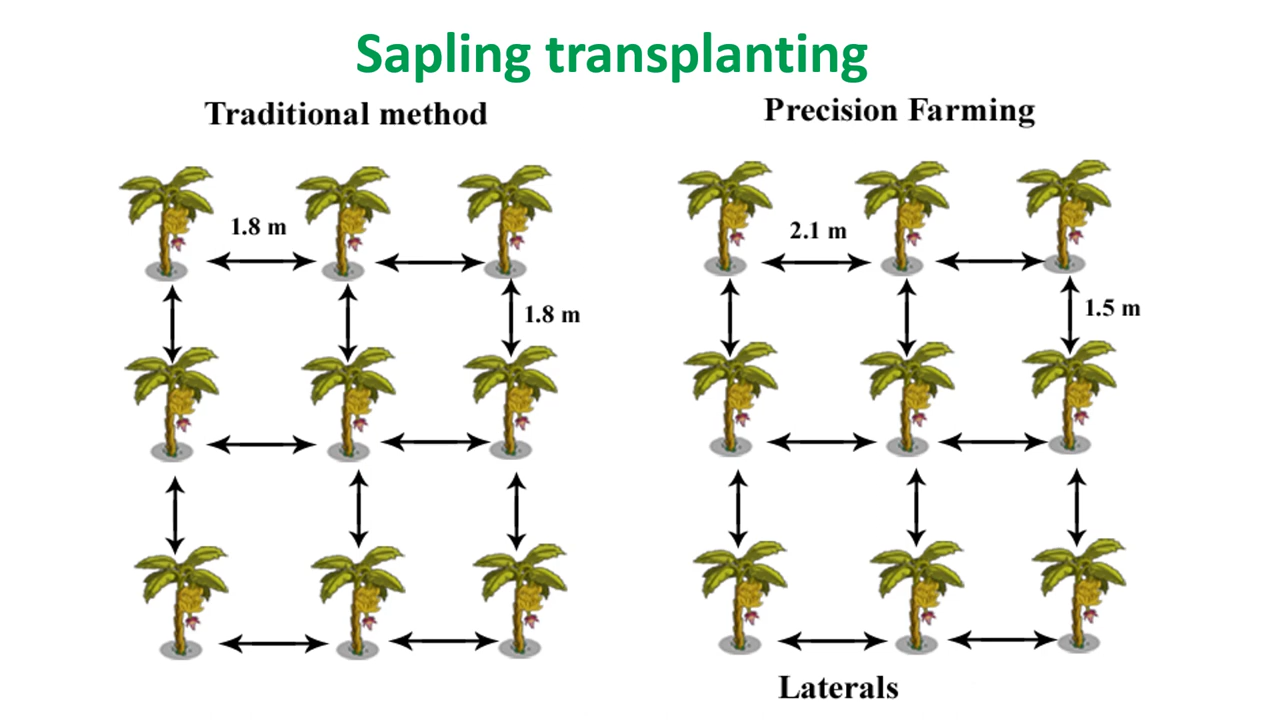 Sapling transplanting
Traditional method
Precision Farming
1.8 m
2.1 m
1.8 m
1.5 m
Laterals